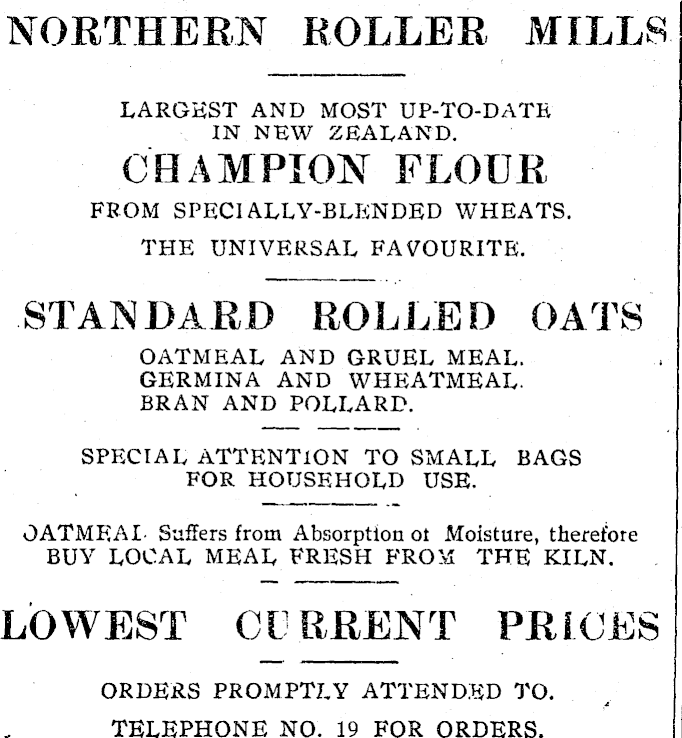 NORTHERN ROLLER MILLS
LARGEST AND MOST UP-TO-DATE
IN NEW ZEALAND.
CHAMPION FLOUR
FROM SPECIALLY-BLENDED WHEATS.
THE UNIVERSAL FAVOURITE.
STANDARD ROLLED OATS
OATMEAL AND GRUEL MEAL.
GERMINA AND WHEATMEAL.
BRAN AND POLLARD.
SPECIAL ATTENTION TO SMALL BAGS
FOR HOUSEHOLD USE.
OATMEAL Suffers from Absorption of Moisture, therefore
BUY LOCAL MEAL FRESH FROM THE KILN.
LOWEST CURRENT PRICES
ORDERS PROMPTLY ATTENDED TO.
TELEPHONE NO. 19 FOR ORDERS.